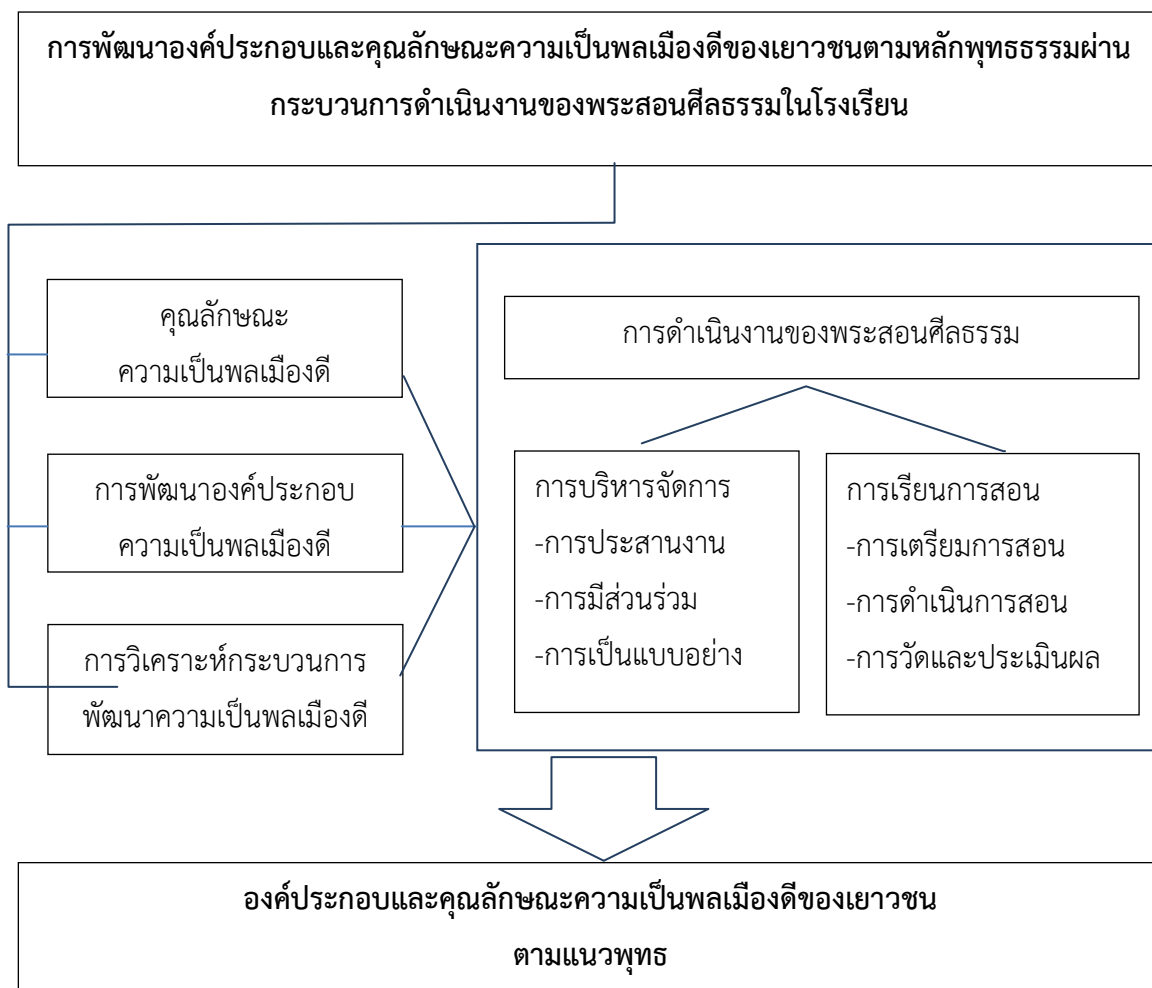 การพัฒนาองค์ประกอบและคุณลักษณะความเป็นพลเมืองดีของเยาวชนตามหลักพุทธธรรมผ่าน
กระบวนการดำเนินงานของพระสอนศีลธรรมในโรงเรียน
คุณลักษณะ
ความเป็นพลเมืองดี
การพัฒนาองค์ประกอบ
ความเป็นพลเมืองดี
การวิเคราะห์กระบวนการ
พัฒนาความเป็นพลเมืองดี
การดำเนินงานของพระสอนศีลธรรม
การบริหารจัดการ
-การประสานงาน
-การมีส่วนร่วม
-การเป็นแบบอย่าง
การเรียนการสอน
-การเตรียมการสอน
-การดำเนินการสอน
-การวัดและประเมินผล
องค์ประกอบและคุณลักษณะความเป็นพลเมืองดีของเยาวชน
ตามแนวพุทธ